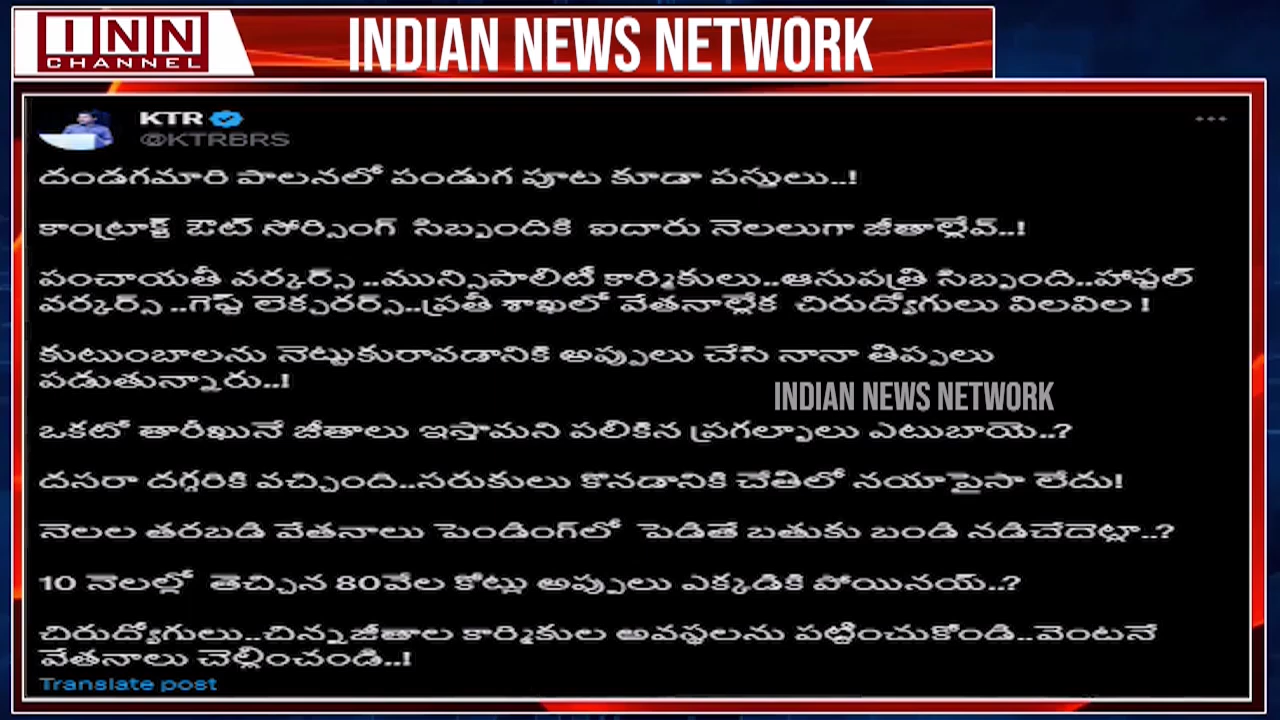 INN
CHANNEL
INDIAN NEWS NETWORK
KTR
@KTRBRS
దండగమారి పాలనలో పండుగ పూట కూడా పస్తులు..!
కాంట్రాక్ట్ ఔట్ సోర్సింగ్ సిబ్బందికి ఐదారు నెలలుగా జీతాల్లేవ్..!
పంచాయతీ వర్కర్స్ ..మున్సిపాలిటీ కార్మికులు..ఆసుపత్రి సిబ్బంది..హాస్టల్
వర్కర్స్ ..గెస్ట్ లెక్చరర్స్..ప్రతీ శాఖలో వేతనాల్లేక చిరుద్యోగులు విలవిల !
కుటుంబాలను నెట్టుకురావడానికి అప్పులు చేసి నానా తిప్పలు
పడుతున్నారు..!
INDIAN NEWS NETWORK
ఒకటో తారీఖునే జీతాలు ఇస్తామని పలికిన ప్రగల్భాలు ఎటుబాయె..?
దసరా దగ్గరికి వచ్చింది..సరుకులు కొనడానికి చేతిలో నయాపైసా లేదు!
నెలల తరబడి వేతనాలు పెండింగ్‌లో పెడితే బతుకు బండి నడిచేదెట్లా..?
10 నెలల్లో తెచ్చిన 80వేల కోట్లు అప్పులు ఎక్కడికి పోయినయ్..?
చిరుద్యోగులు..చిన్నజీతాల కార్మికుల అవస్థలను పట్టించుకోండి..వెంటనే
వేతనాలు చెల్లించండి..!
Translate post